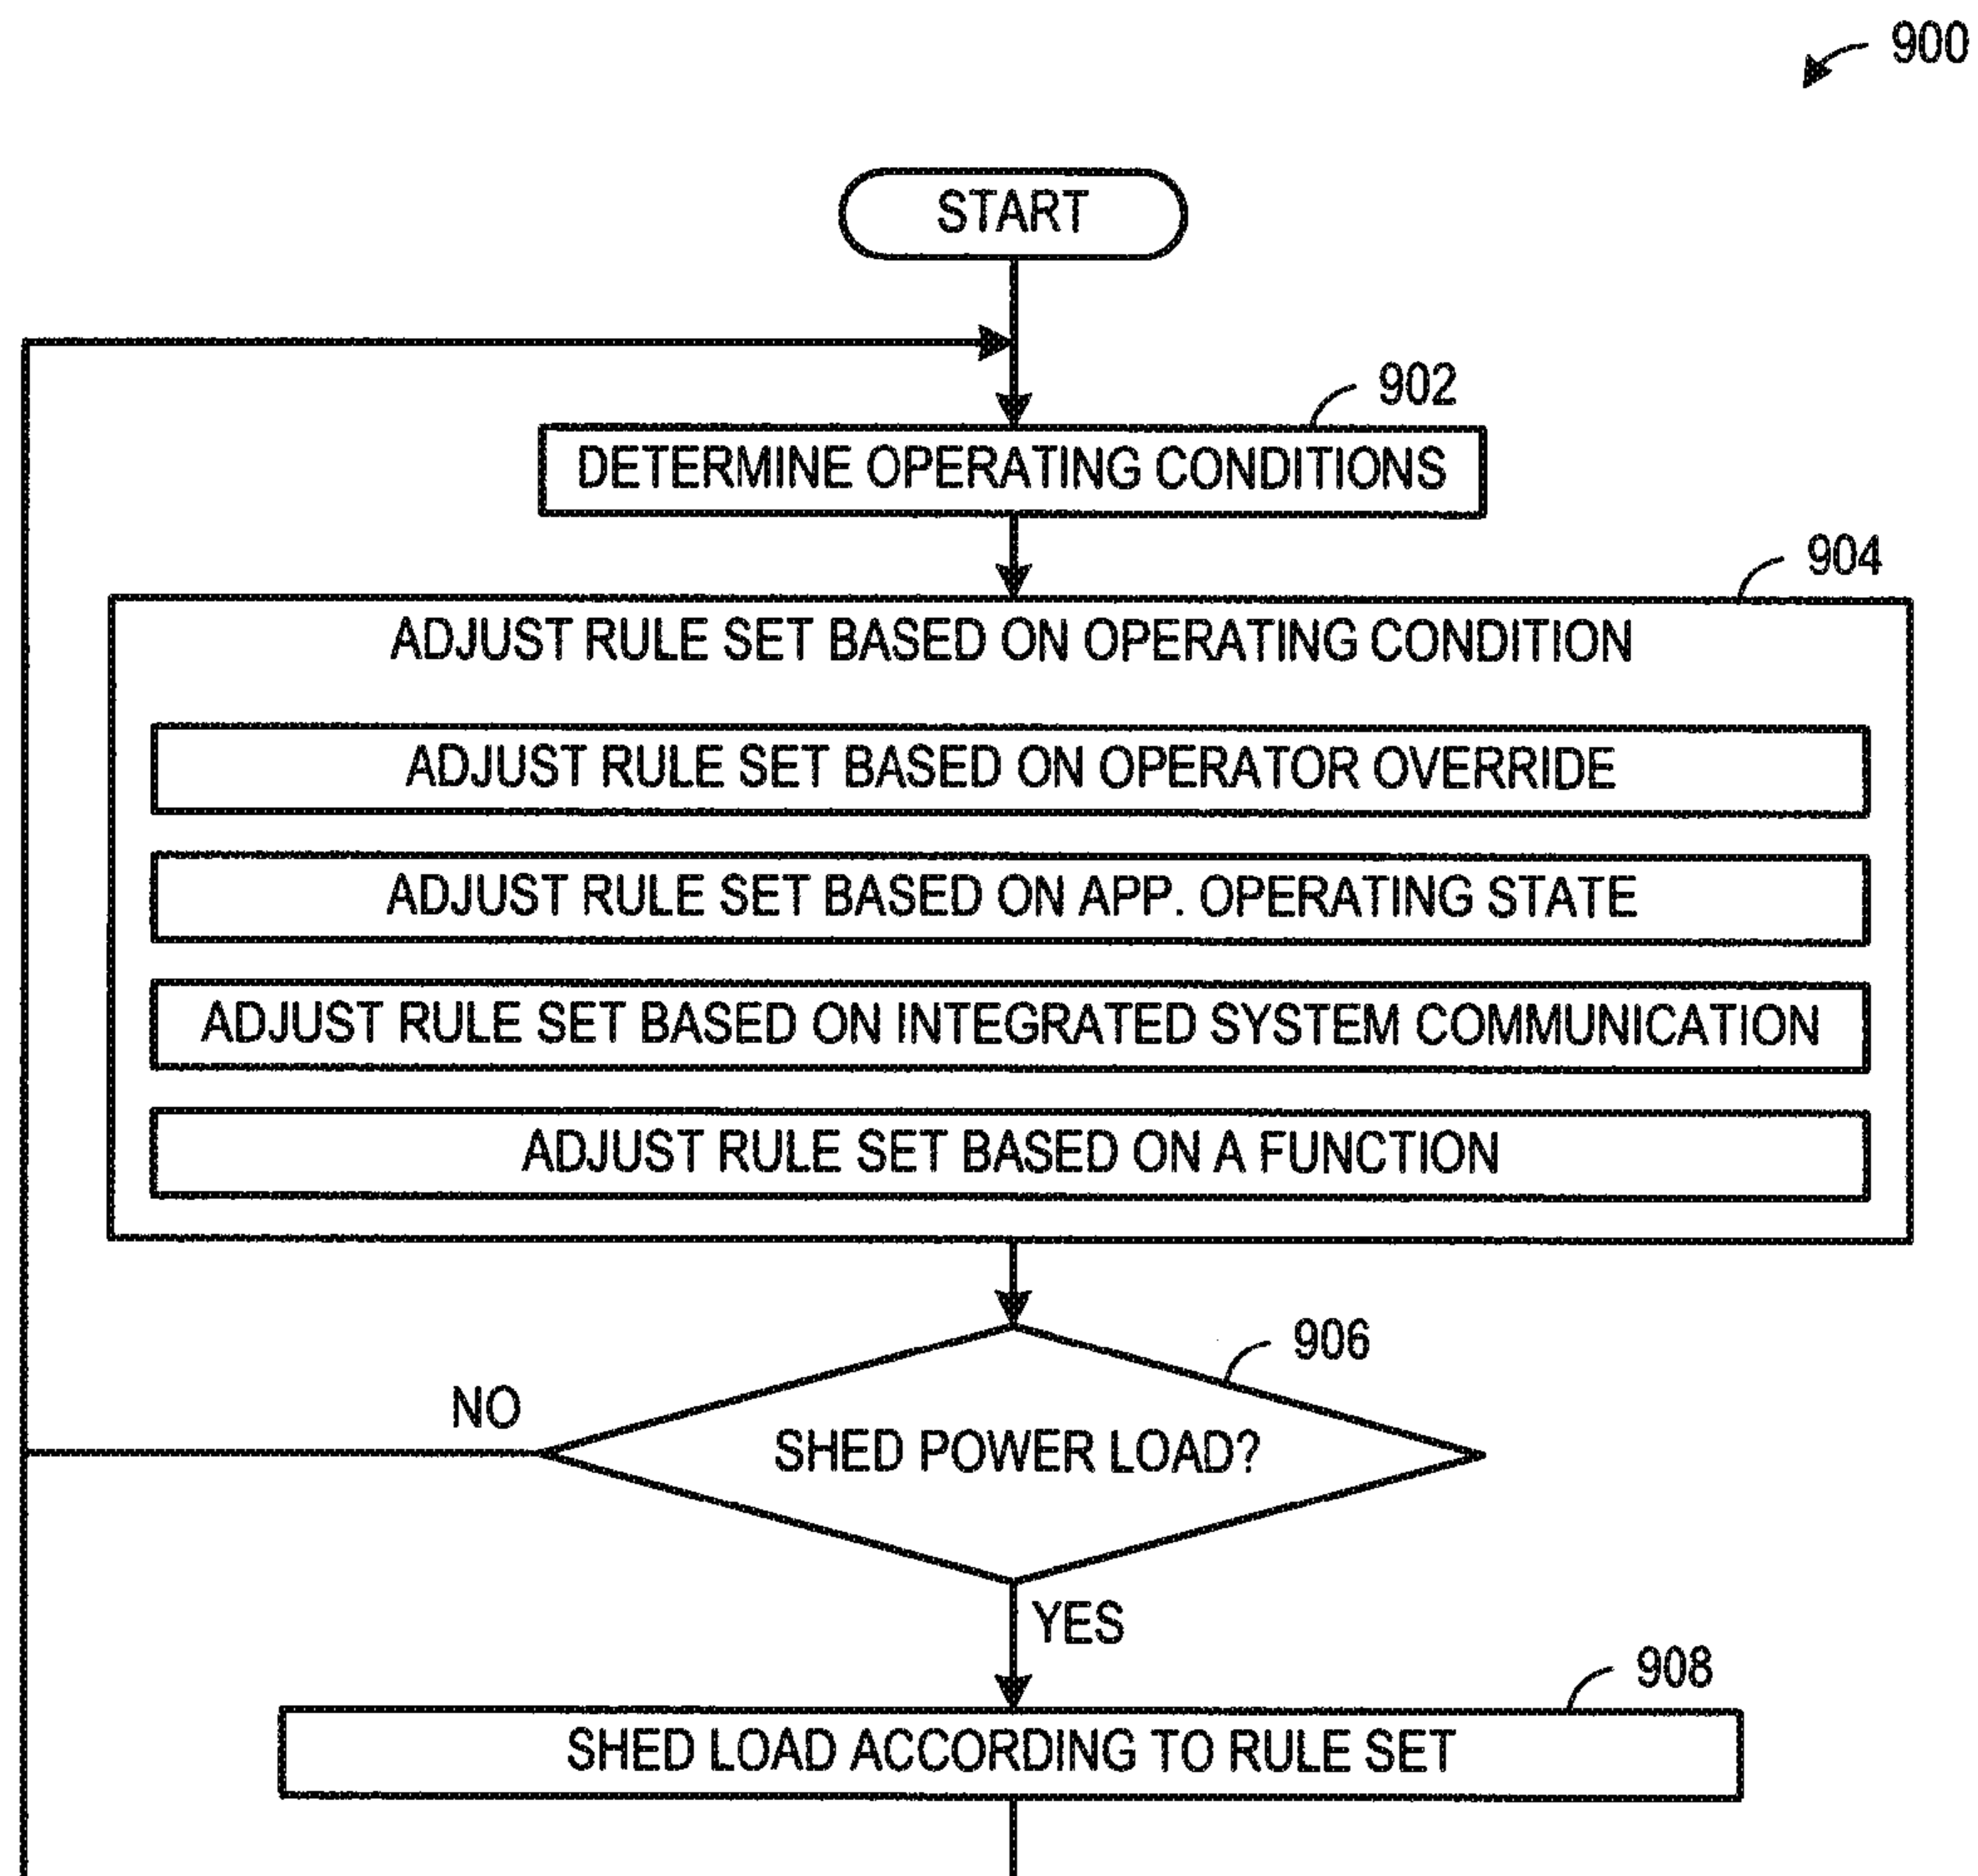 900
START
902
DETERMINE OPERATING CONDITIONS
904
ADJUST RULE SET BASED ON OPERATING CONDITION
ADJUST RULE SET BASED ON OPERATOR OVERRIDE
ADJUST RULE SET BASED ON APP. OPERATING STATE
ADJUST RULE SET BASED ON INTEGRATED SYSTEM COMMUNICATION
ADJUST RULE SET BASED ON A FUNCTION
906
NO
SHED POWER LOAD?
YES
908
SHED LOAD ACCORDING TO RULE SET